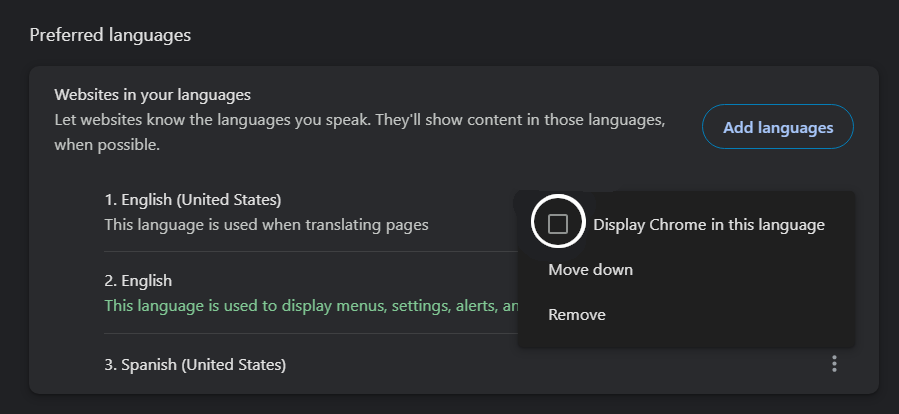 Preferred languages
Websites in your languages
Let websites know the languages you speak. They'll show content in those languages,
when possible.
Add languages
1. English (United States)
This language is used when translating pages
Display Chrome in this language
Move down
Remove
2. English
This language is used to display menus, settings, alerts,
3. Spanish (United States)